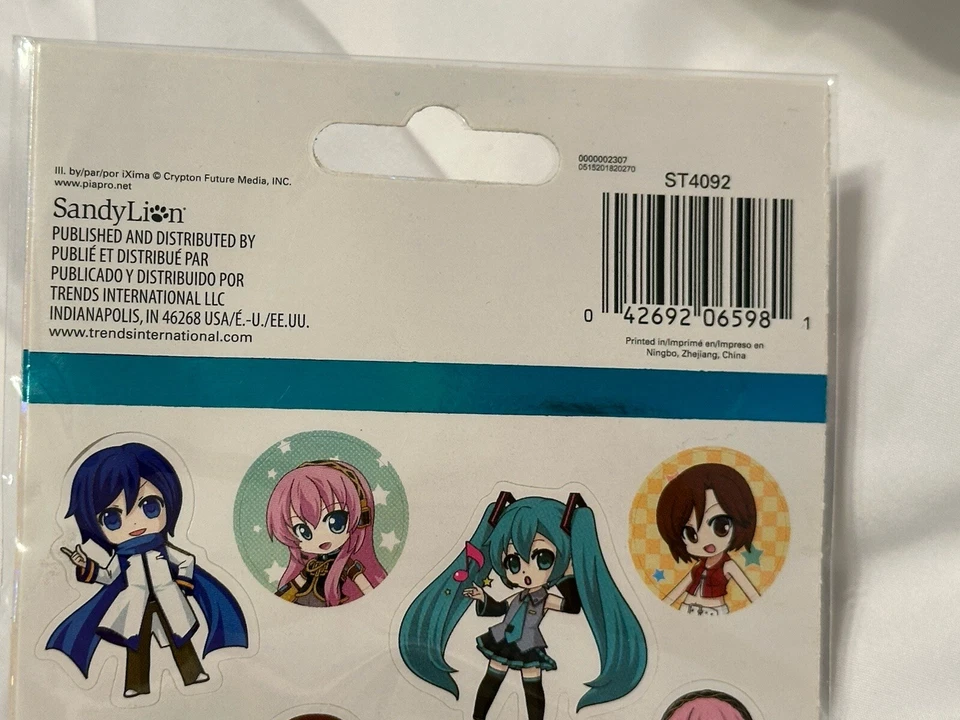 Ill. by/par/por iXima © Crypton Future Media, INC.
www.piapro.net
SandyLion
PUBLISHED AND DISTRIBUTED BY
PUBLIÉ ET DISTRIBUÉ PAR
PUBLICADO Y DISTRIBUIDO POR
TRENDS INTERNATIONAL LLC
INDIANAPOLIS, IN 46268 USA/É.-U./EE.UU.
www.trendsinternational.com
0000002307
0515201820270
ST4092
0 42692 06598 1
Printed in/Imprimé en/Impreso en
Ningbo, Zhejiang, China